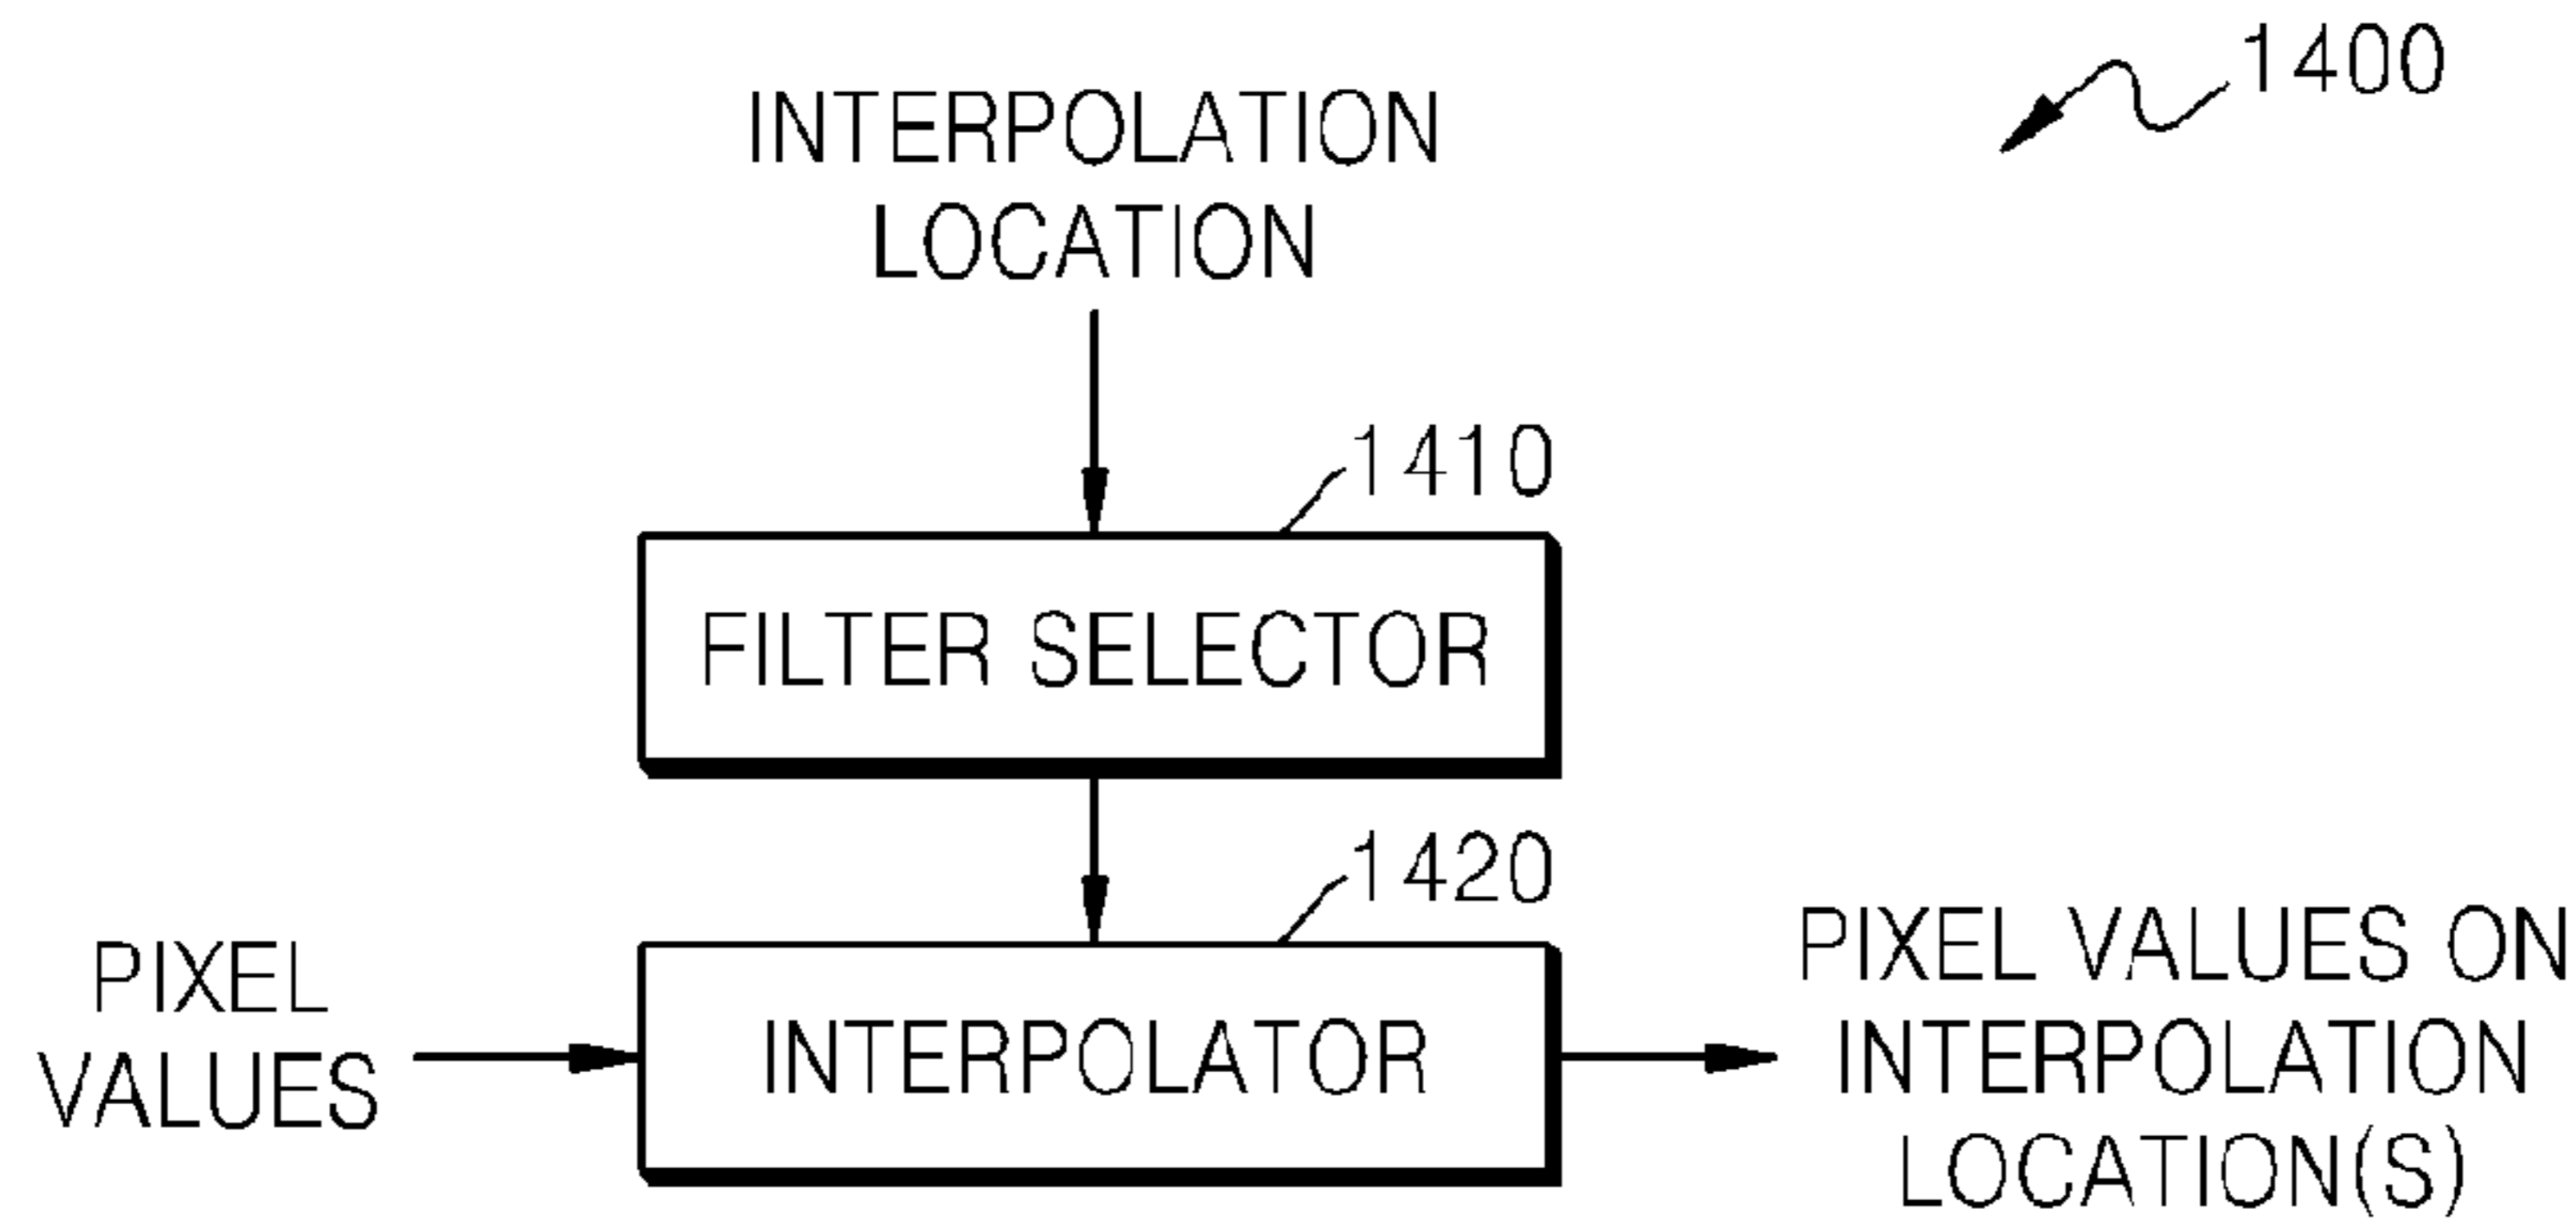 1400
INTERPOLATION
LOCATION
1410
FILTER SELECTOR
1420
PIXEL
VALUES
INTERPOLATOR
PIXEL VALUES ON
INTERPOLATION
LOCATION(S)